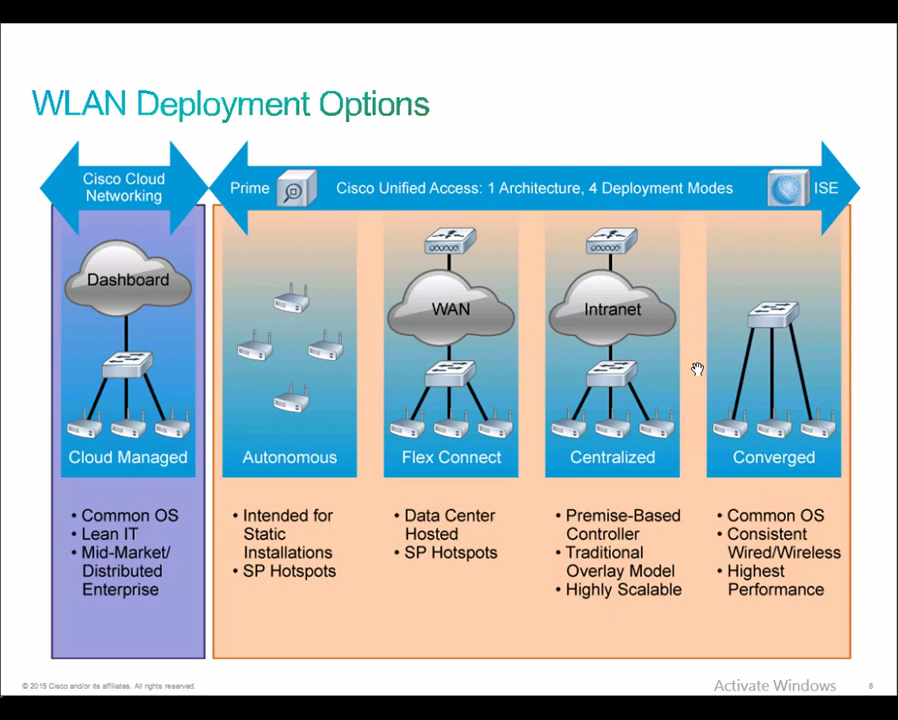 WLAN Deployment Options
Cisco Cloud
Networking
Prime
Cisco Unified Access: 1 Architecture, 4 Deployment Modes
ISE
Dashboard
WAN
Intranet
Cloud Managed
Autonomous
Flex Connect
Centralized
Converged
• Common OS
• Lean IT
• Mid-Market/
Distributed
Enterprise
• Intended for
Static
Installations
• SP Hotspots
• Data Center
Hosted
• SP Hotspots
• Premise-Based
Controller
• Traditional
Overlay Model
• Highly Scalable
• Common OS
• Consistent
Wired/Wireless
• Highest
Performance
© 2015 Cisco and/or its affiliates. All rights reserved.
Activate Windows
8